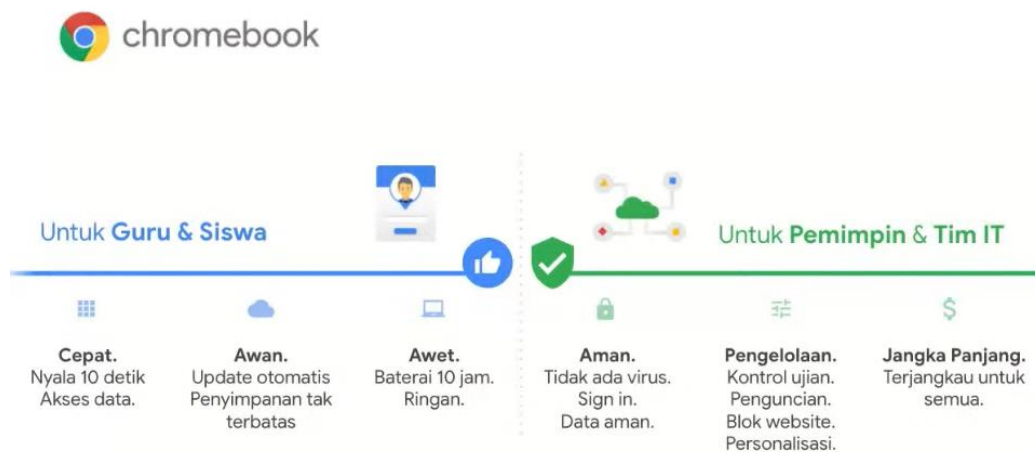 chromebook
Untuk Guru & Siswa
Cepat.
Nyala 10 detik
Akses data.
Awan.
Update otomatis
Penyimpanan tak
terbatas
Awet.
Baterai 10 jam.
Ringan.
Untuk Pemimpin & Tim IT
Aman.
Tidak ada virus.
Sign in.
Data aman.
Pengelolaan.
Kontrol ujian.
Penguncian.
Blok website.
Personalisasi.
Jangka Panjang.
Terjangkau untuk
semua.